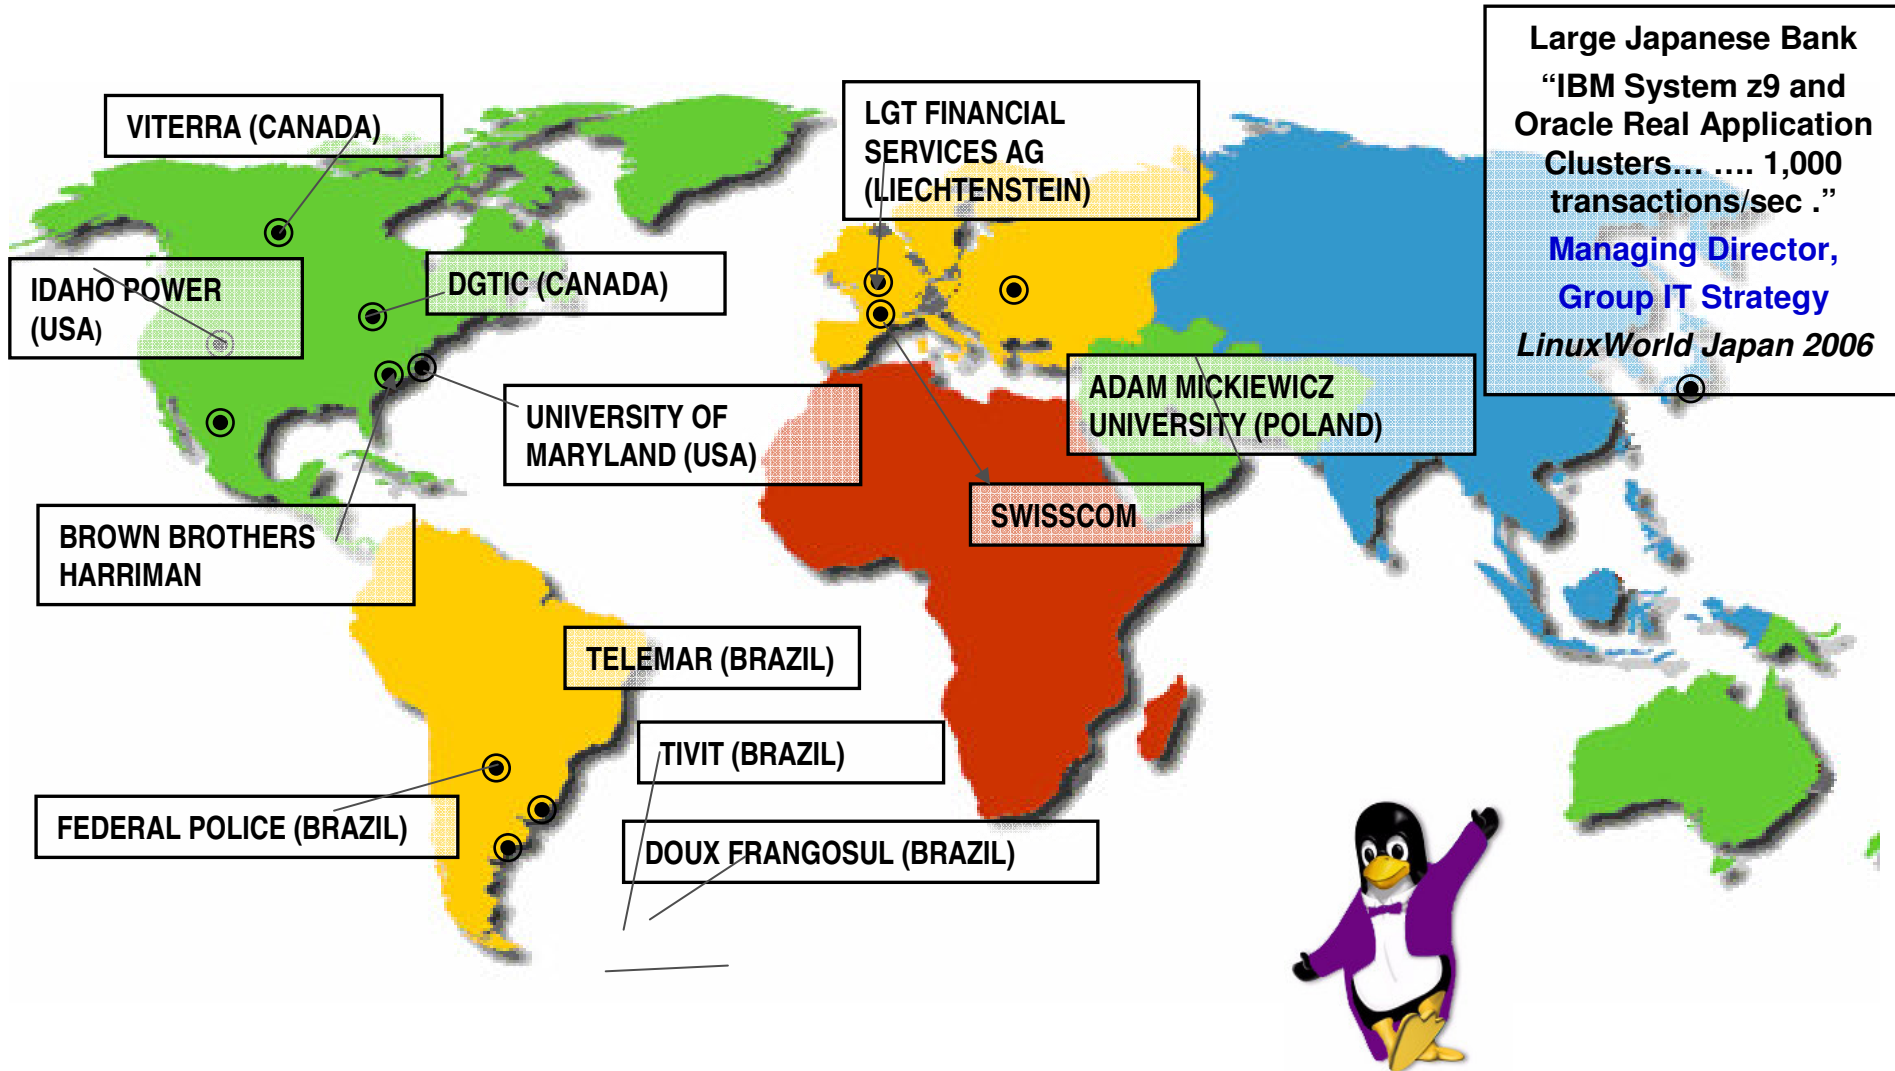 Large Japanese Bank
“IBM System z9 and
Oracle Real Application
Clusters... .... 1,000
transactions/sec .”
Managing Director,
Group IT Strategy
LinuxWorld Japan 2006
VITERRA (CANADA)
LGT FINANCIAL
SERVICES AG
(LIECHTENSTEIN)
IDAHO POWER
(USA)
DGTIC (CANADA)
UNIVERSITY OF
MARYLAND (USA)
ADAM MICKIEWICZ
UNIVERSITY (POLAND)
SWISSCOM
BROWN BROTHERS
HARRIMAN
TELEMAR (BRAZIL)
TIVIT (BRAZIL)
FEDERAL POLICE (BRAZIL)
DOUX FRANGOSUL (BRAZIL)